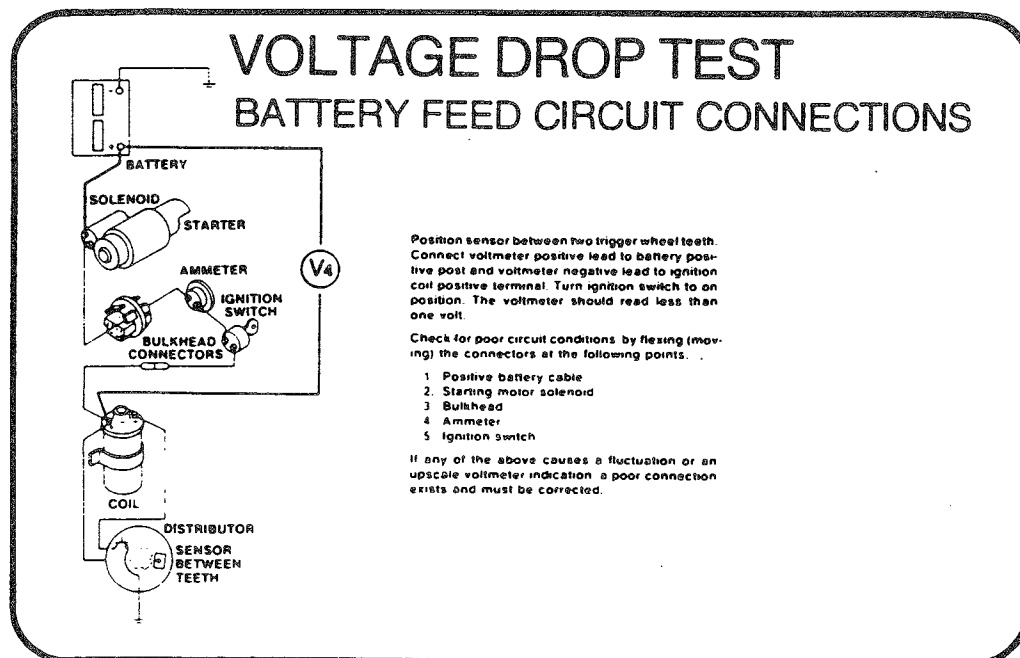 VOLTAGE DROP TEST
BATTERY FEED CIRCUIT CONNECTIONS
-
+
BATTERY
SOLENOID
STARTER
V4
AMMETER
IGNITION
SWITCH
BULKHEAD
CONNECTORS
COIL
DISTRIBUTOR
SENSOR
BETWEEN
TEETH
Position sensor between two trigger wheel teeth.
Connect voltmeter positive lead to battery posi-
tive post and voltmeter negative lead to ignition
coil positive terminal. Turn ignition switch to on
position. The voltmeter should read less than
one volt.
Check for poor circuit conditions by flexing (mov-
ing) the connectors at the following points.
1 Positive battery cable
2. Starting motor solenoid
3 Bulkhead
4 Ammeter
5 Ignition switch
If any of the above causes a fluctuation or an
upscale voltmeter indication a poor connection
exists and must be corrected.